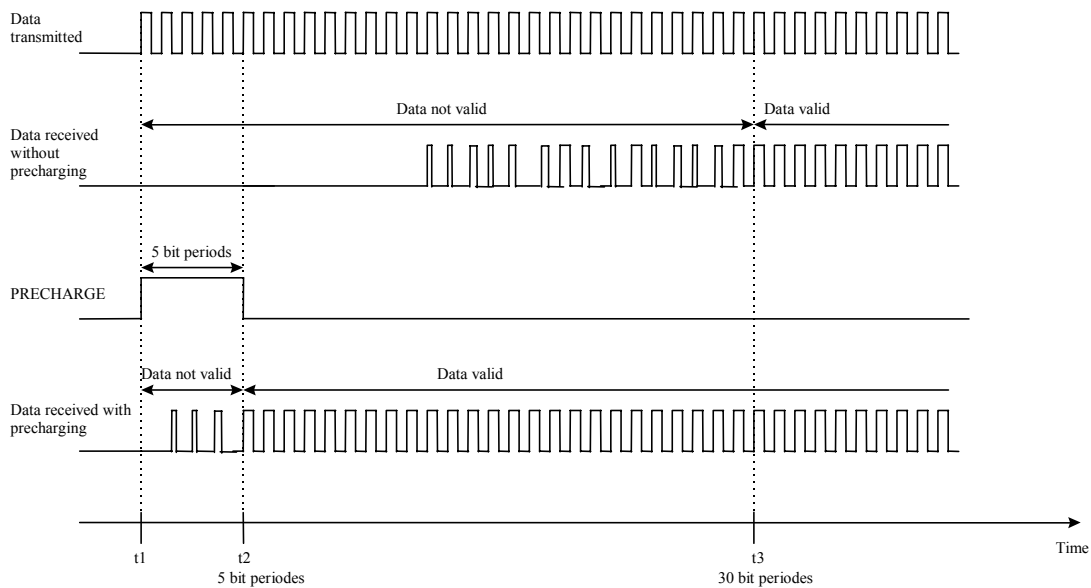 Data
transmitted
Data not valid
Data valid
Data received
without
precharging
5 bit periods
PRECHARGE
Data not valid
Data valid
Data received with
precharging
t1
t2
t3
Time
5 bit periodes
30 bit periodes